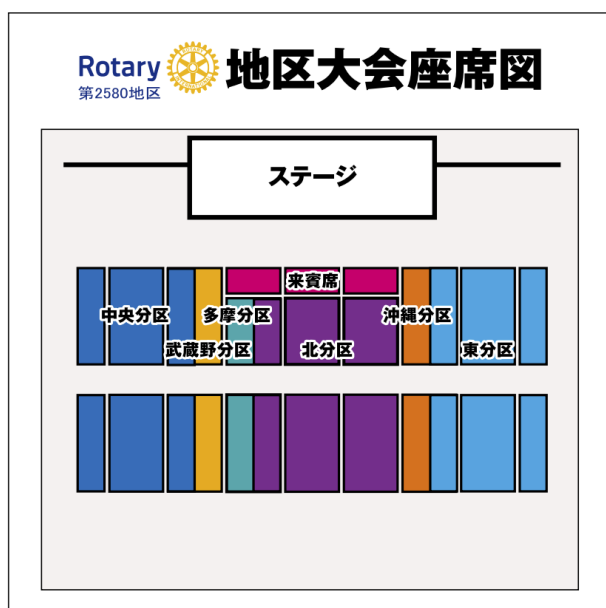 Rotary
第2580地区
地区大会座席図
ステージ
来賓席
中央分区
多摩分区
沖縄分区
武蔵野分区
北分区
東分区